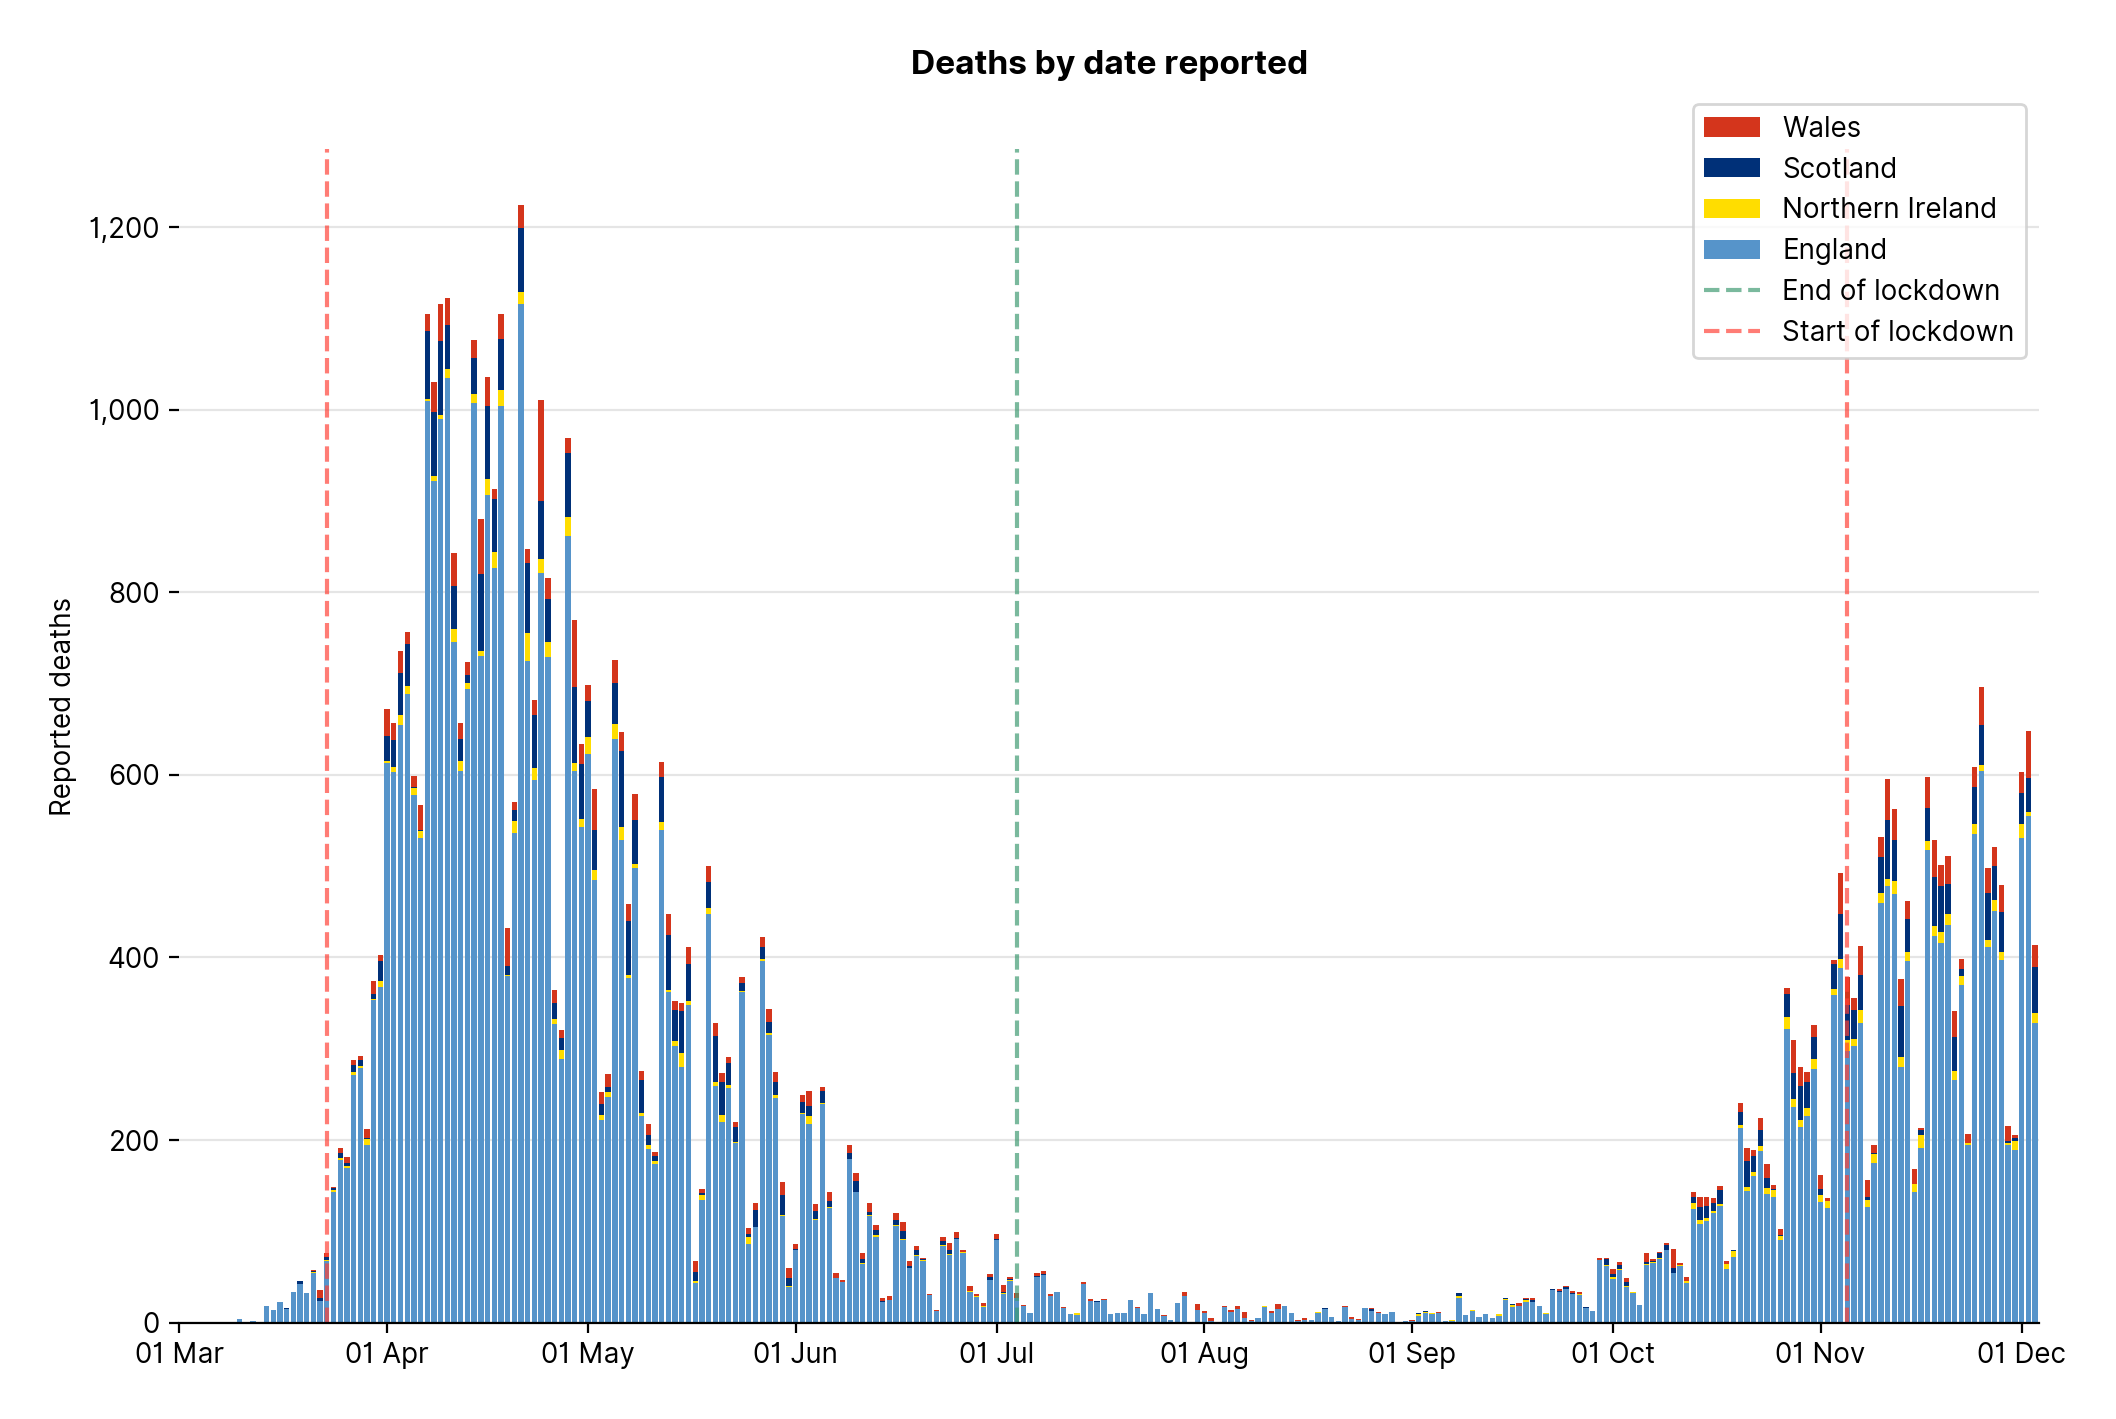 Deaths by date reported
Wales
Scotland
Northern Ireland
England
End of lockdown
Start of lockdown
1,200
1,000
800
600
400
200
0
Reported deaths
01 Mar
01 Apr
01 May
01 Jun
01 Jul
01 Aug
01 Sep
01 Oct
01 Nov
01 Dec